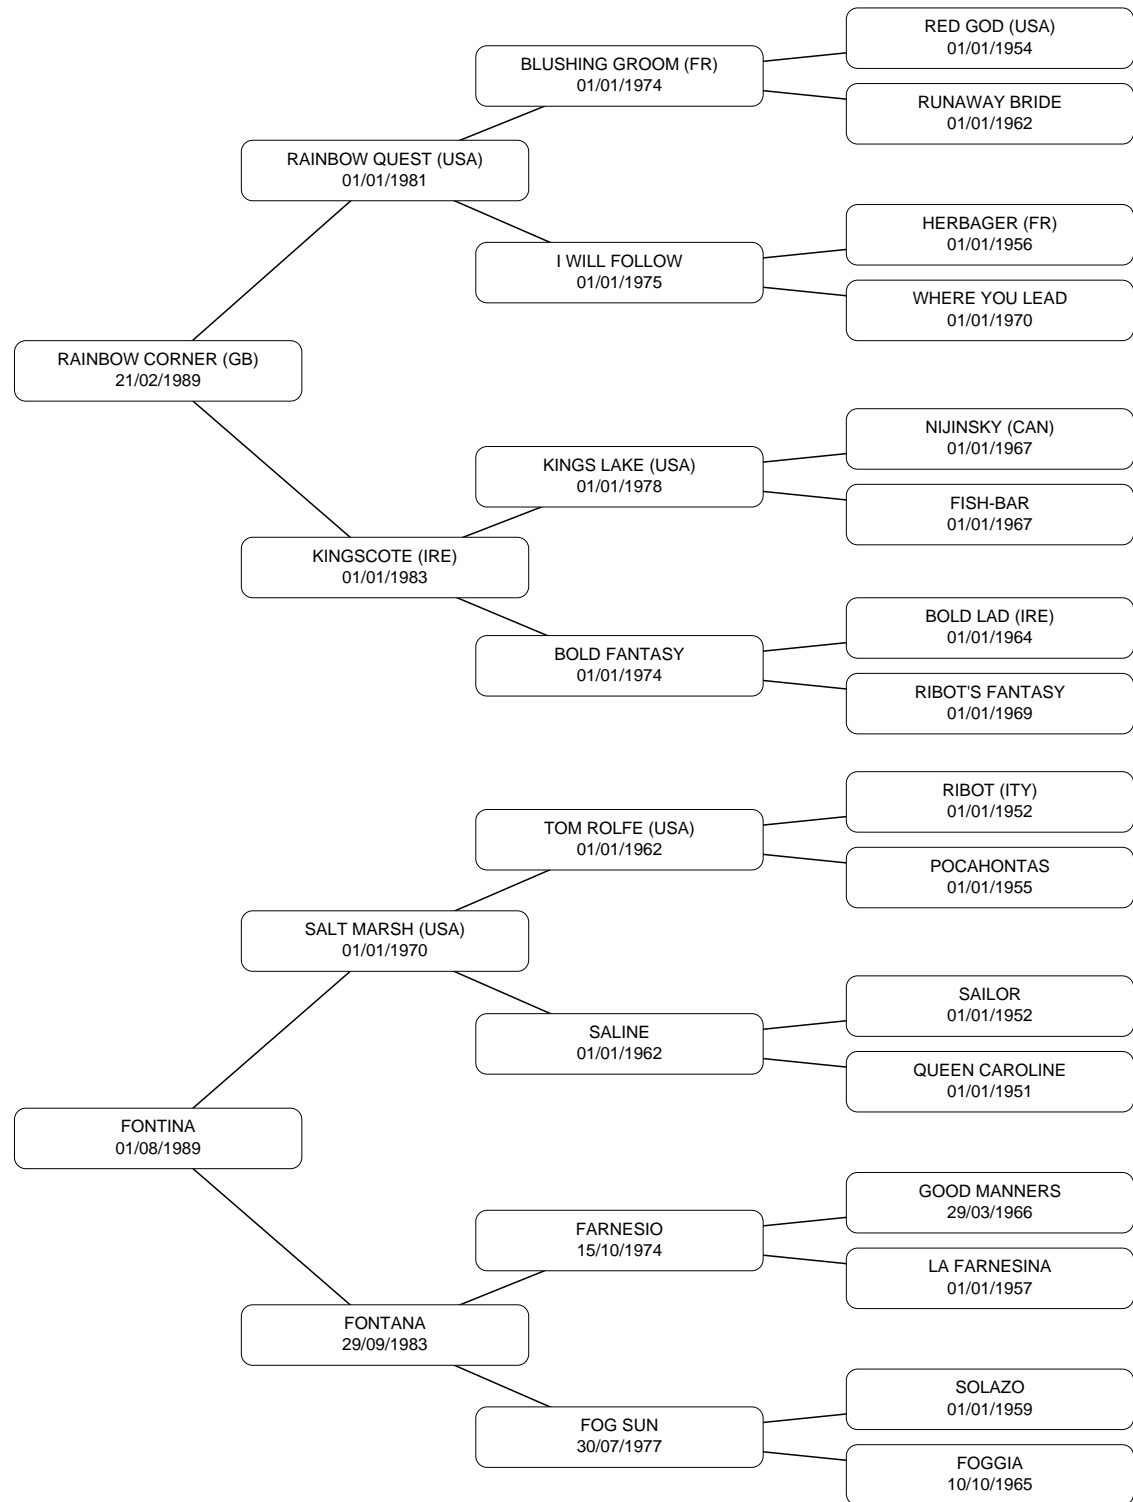 RED GOD (USA)
01/01/1954
BLUSHING GROOM (FR)
01/01/1974
RUNAWAY BRIDE
01/01/1962
RAINBOW QUEST (USA)
01/01/1981
HERBAGER (FR)
01/01/1956
I WILL FOLLOW
01/01/1975
WHERE YOU LEAD
01/01/1970
RAINBOW CORNER (GB)
21/02/1989
NIJINSKY (CAN)
01/01/1967
KINGS LAKE (USA)
01/01/1978
FISH-BAR
01/01/1967
KINGSCOTE (IRE)
01/01/1983
BOLD LAD (IRE)
01/01/1964
BOLD FANTASY
01/01/1974
RIBOT'S FANTASY
01/01/1969
RIBOT (ITY)
01/01/1952
TOM ROLFE (USA)
01/01/1962
POCAHONTAS
01/01/1955
SALT MARSH (USA)
01/01/1970
SAILOR
01/01/1952
SALINE
01/01/1962
QUEEN CAROLINE
01/01/1951
FONTINA
01/08/1989
GOOD MANNERS
29/03/1966
FARNESIO
15/10/1974
LA FARNESINA
01/01/1957
FONTANA
29/09/1983
SOLAZO
01/01/1959
FOG SUN
30/07/1977
FOGGIA
10/10/1965